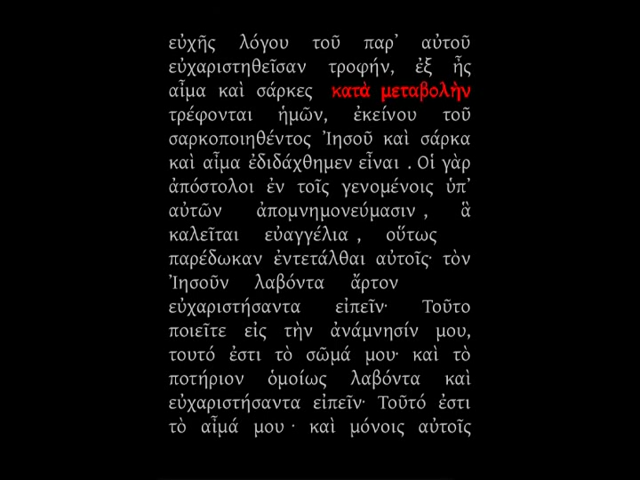 εὐχῆς λόγου τοῦ παρ' αὐτοῦ
εὐχαριστηθεῖσαν τροφήν, ἐξ ἧς
αἷμα καὶ σάρκες κατὰ μεταβολὴν
τρέφονται ἡμῶν, ἐκείνου τοῦ
σαρκοποιηθέντος Ἰησοῦ καὶ σάρκα
καὶ αἷμα ἐδιδάχθημεν εἶναι . Οἱ γὰρ
ἀπόστολοι ἐν τοῖς γενομένοις ὑπ'
αὐτῶν ἀπομνημονεύμασιν , ἃ
καλεῖται εὐαγγέλια , οὕτως
παρέδωκαν ἐντετάλθαι αὐτοῖς· τὸν
Ἰησοῦν λαβόντα ἄρτον
εὐχαριστήσαντα εἰπεῖν· Τοῦτο
ποιεῖτε εἰς τὴν ἀνάμνησίν μου,
τουτό ἐστι τὸ σῶμά μου· καὶ τὸ
ποτήριον ὁμοίως λαβόντα καὶ
εὐχαριστήσαντα εἰπεῖν· Τοῦτό ἐστι
τὸ αἷμά μου · καὶ μόνοις αὐτοῖς